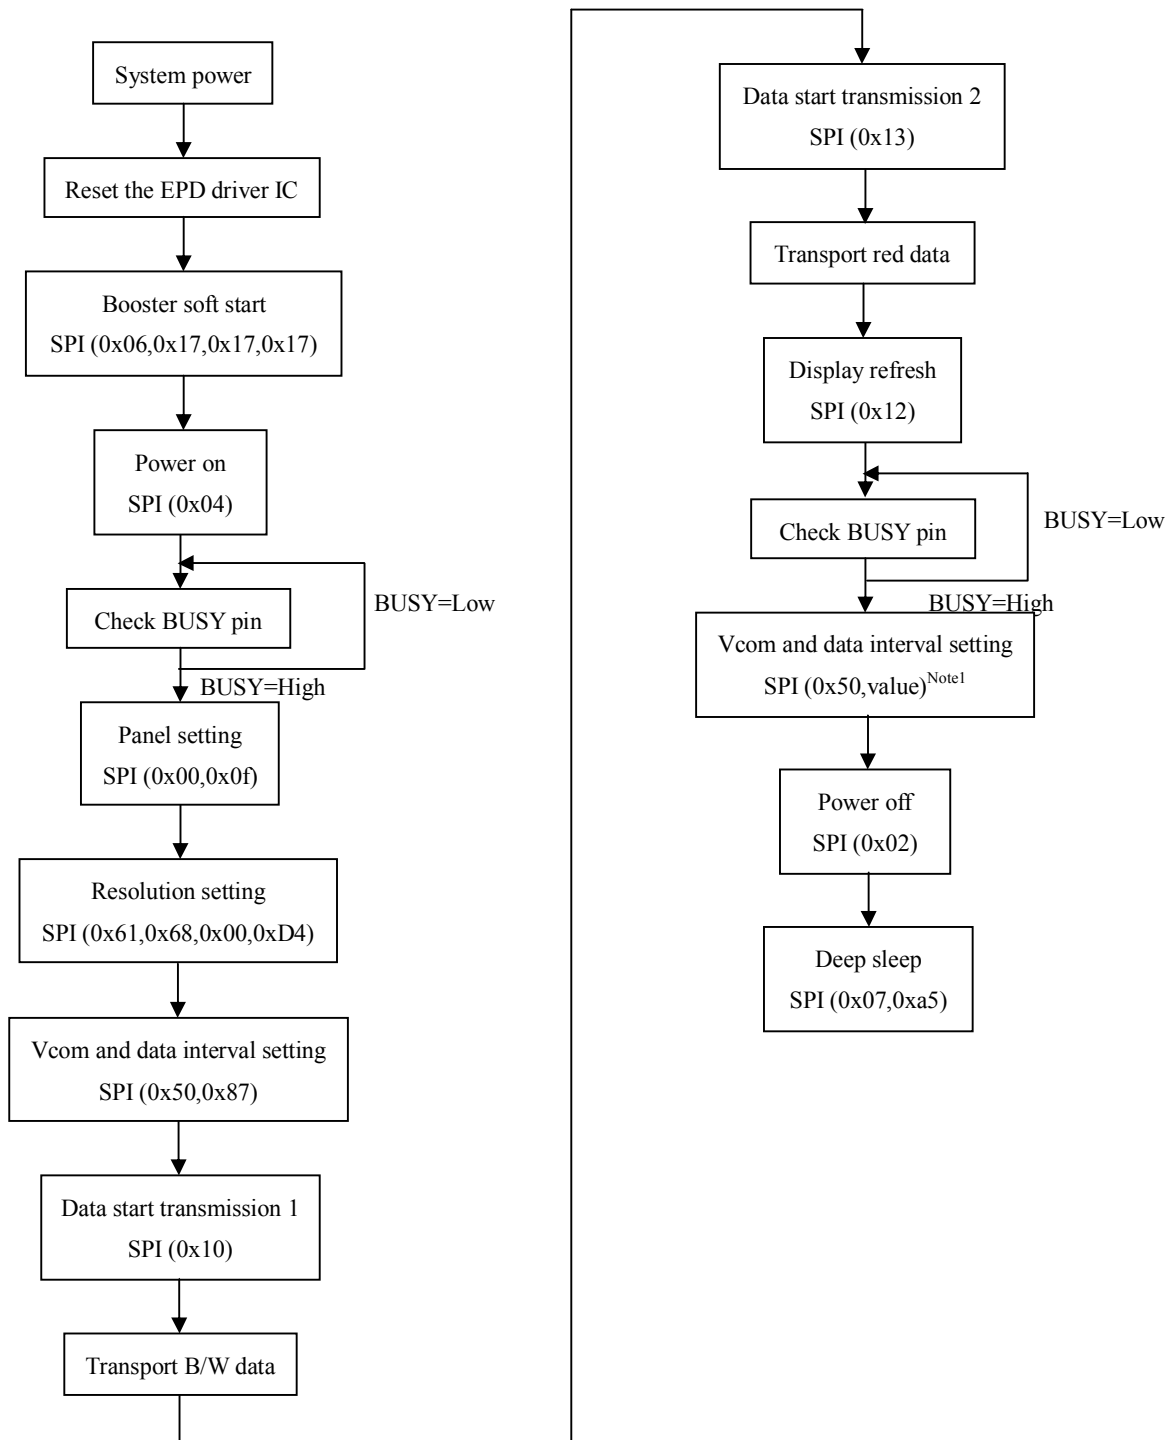 System power
Reset the EPD driver IC
Booster soft start
SPI (0x06,0x17,0x17,0x17)
Power on
SPI (0x04)
Check BUSY pin
BUSY=Low
BUSY=High
Panel setting
SPI (0x00,0x0f)
Resolution setting
SPI (0x61,0x68,0x00,0xD4)
Vcom and data interval setting
SPI (0x50,0x87)
Data start transmission 1
SPI (0x10)
Transport B/W data
Data start transmission 2
SPI (0x13)
Transport red data
Display refresh
SPI (0x12)
Check BUSY pin
BUSY=Low
BUSY=High
Vcom and data interval setting
SPI (0x50,value)Note1
Power off
SPI (0x02)
Deep sleep
SPI (0x07,0xa5)